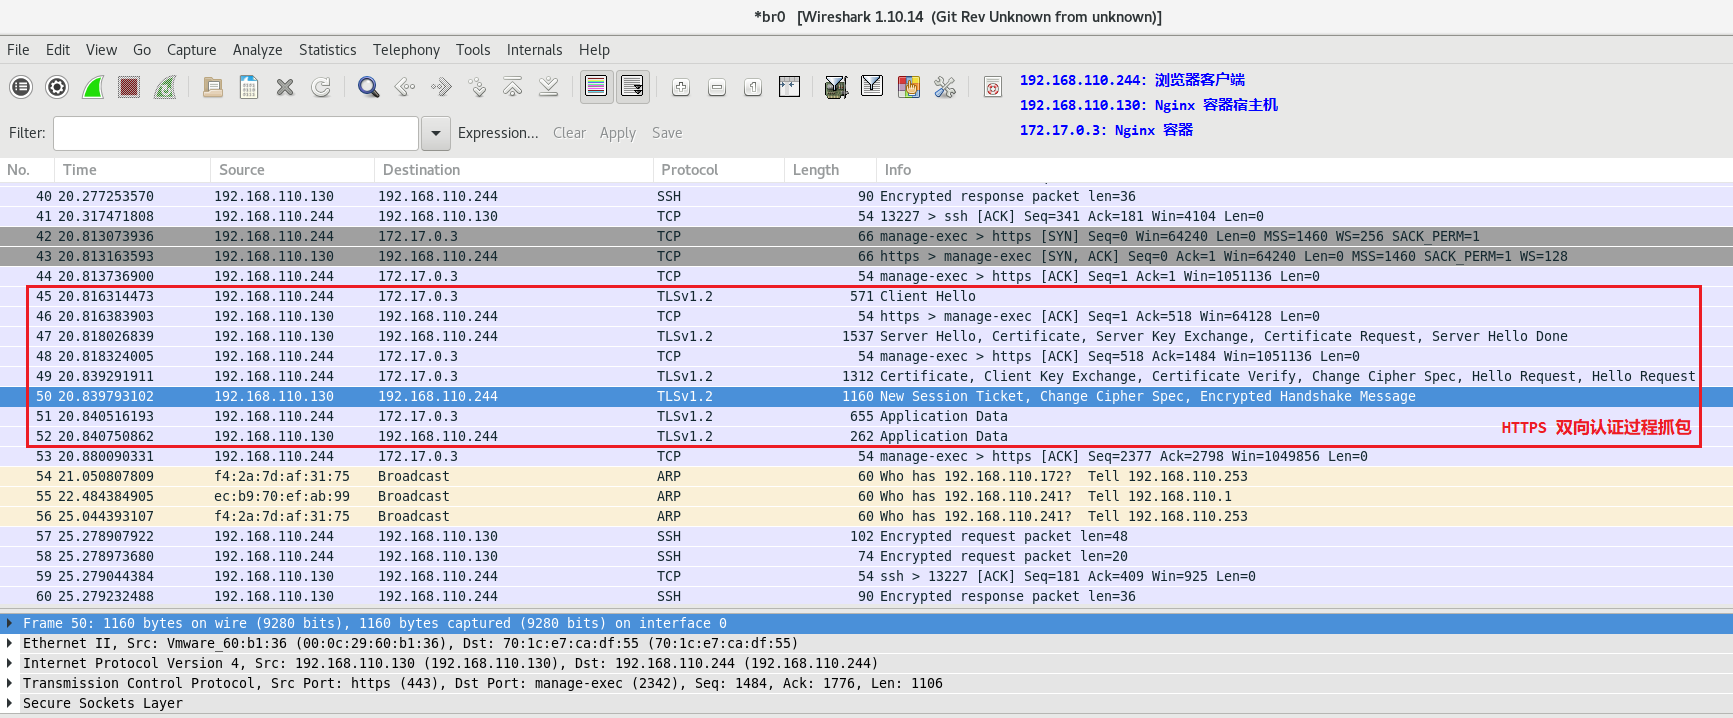 *br0   [Wireshark 1.10.14  (Git Rev Unknown from unknown)]
File Edit View Go Capture Analyze Statistics Telephony Tools Internals Help
192.168.110.244: 浏览器客户端
192.168.110.130: Nginx 容器宿主机
172.17.0.3: Nginx 容器
Filter: Expression... Clear Apply Save
No. Time Source Destination Protocol Length Info
40 20.277253570 192.168.110.130 192.168.110.244 SSH 90 Encrypted response packet len=36
41 20.317471808 192.168.110.244 192.168.110.130 TCP 54 13227 > ssh [ACK] Seq=341 Ack=181 Win=4104 Len=0
42 20.813073936 192.168.110.244 172.17.0.3 TCP 66 manage-exec > https [SYN] Seq=0 Win=64240 Len=0 MSS=1460 WS=256 SACK_PERM=1
43 20.813163593 192.168.110.130 192.168.110.244 TCP 66 https > manage-exec [SYN, ACK] Seq=0 Ack=1 Win=64240 Len=0 MSS=1460 SACK_PERM=1 WS=128
44 20.813736900 192.168.110.244 172.17.0.3 TCP 54 manage-exec > https [ACK] Seq=1 Ack=1 Win=1051136 Len=0
45 20.816314473 192.168.110.244 172.17.0.3 TLSv1.2 571 Client Hello
46 20.816383903 192.168.110.130 192.168.110.244 TCP 54 https > manage-exec [ACK] Seq=1 Ack=518 Win=64128 Len=0
47 20.818026839 192.168.110.130 192.168.110.244 TLSv1.2 1537 Server Hello, Certificate, Server Key Exchange, Certificate Request, Server Hello Done
48 20.818324005 192.168.110.244 172.17.0.3 TCP 54 manage-exec > https [ACK] Seq=518 Ack=1484 Win=1051136 Len=0
49 20.839291911 192.168.110.244 172.17.0.3 TLSv1.2 1312 Certificate, Client Key Exchange, Certificate Verify, Change Cipher Spec, Hello Request, Hello Request
50 20.839793102 192.168.110.130 192.168.110.244 TLSv1.2 1160 New Session Ticket, Change Cipher Spec, Encrypted Handshake Message
51 20.840516193 192.168.110.244 172.17.0.3 TLSv1.2 655 Application Data
52 20.840750862 192.168.110.130 192.168.110.244 TLSv1.2 262 Application Data
HTTPS 双向认证过程抓包
53 20.880090331 192.168.110.244 172.17.0.3 TCP 54 manage-exec > https [ACK] Seq=2377 Ack=2798 Win=1049856 Len=0
54 21.050807809 f4:2a:7d:af:31:75 Broadcast ARP 60 Who has 192.168.110.172?  Tell 192.168.110.253
55 22.484384905 ec:b9:70:ef:ab:99 Broadcast ARP 60 Who has 192.168.110.241?  Tell 192.168.110.1
56 25.044393107 f4:2a:7d:af:31:75 Broadcast ARP 60 Who has 192.168.110.241?  Tell 192.168.110.253
57 25.278907922 192.168.110.244 192.168.110.130 SSH 102 Encrypted request packet len=48
58 25.278973680 192.168.110.244 192.168.110.130 SSH 74 Encrypted request packet len=20
59 25.279044384 192.168.110.130 192.168.110.244 TCP 54 ssh > 13227 [ACK] Seq=181 Ack=409 Win=925 Len=0
60 25.279232488 192.168.110.130 192.168.110.244 SSH 90 Encrypted response packet len=36
Frame 50: 1160 bytes on wire (9280 bits), 1160 bytes captured (9280 bits) on interface 0
Ethernet II, Src: Vmware_60:b1:36 (00:0c:29:60:b1:36), Dst: 70:1c:e7:ca:df:55 (70:1c:e7:ca:df:55)
Internet Protocol Version 4, Src: 192.168.110.130 (192.168.110.130), Dst: 192.168.110.244 (192.168.110.244)
Transmission Control Protocol, Src Port: https (443), Dst Port: manage-exec (2342), Seq: 1484, Ack: 1776, Len: 1106
Secure Sockets Layer